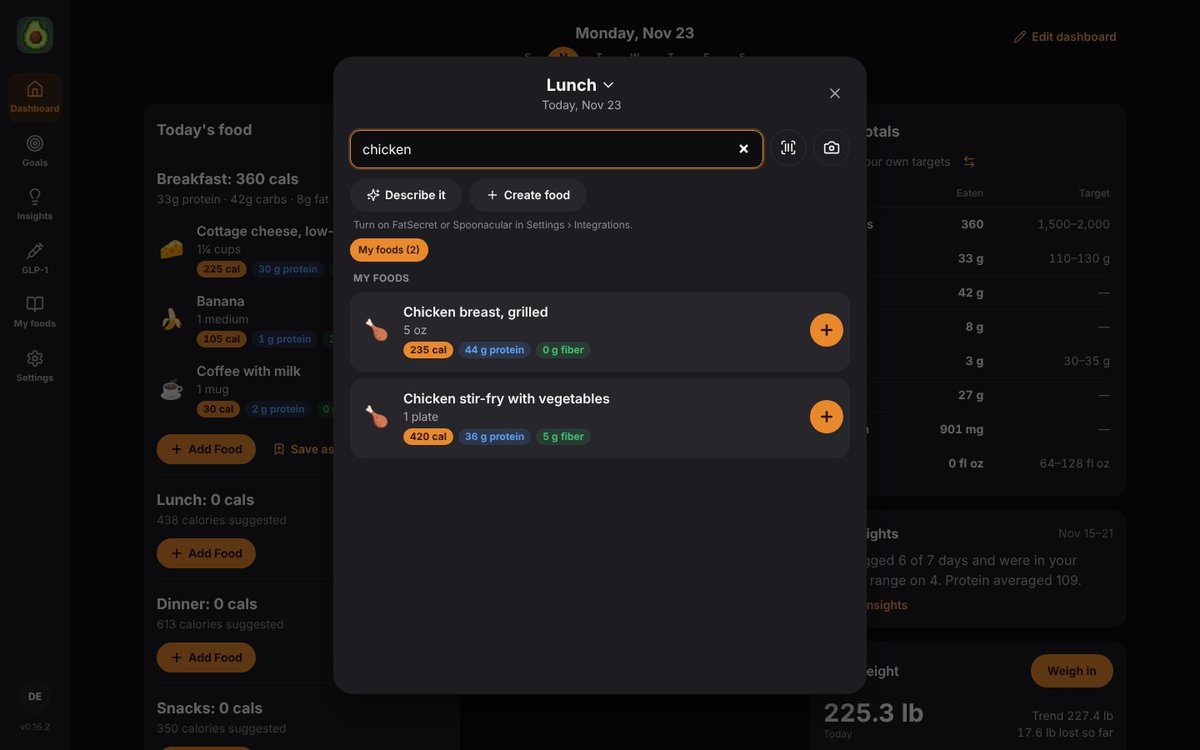 Monday, Nov 23
Edit dashboard
Dashboard
Goals
Insights
GLP-1
My foods
Settings
DE
v0.16.2
Today's food
Breakfast: 360 cals
33g protein · 42g carbs · 8g fat
Cottage cheese, low-
1¼ cups
225 cal
30 g protein
Banana
1 medium
105 cal
1 g protein
3
Coffee with milk
1 mug
30 cal
2 g protein
0
+ Add Food
Save as
Lunch: 0 cals
438 calories suggested
+ Add Food
Dinner: 0 cals
613 calories suggested
+ Add Food
Snacks: 0 cals
350 calories suggested
Lunch
Today, Nov 23
chicken
Describe it
+ Create food
Turn on FatSecret or Spoonacular in Settings › Integrations.
My foods (2)
MY FOODS
Chicken breast, grilled
5 oz
235 cal
44 g protein
0 g fiber
Chicken stir-fry with vegetables
1 plate
420 cal
36 g protein
5 g fiber
otals
our own targets
Eaten
Target
s
360
1,500–2,000
33 g
110–130 g
42 g
—
8 g
—
3 g
30–35 g
27 g
—
901 mg
—
0 fl oz
64–128 fl oz
ights
Nov 15–21
gged 6 of 7 days and were in your
range on 4. Protein averaged 109.
nsights
eight
Weigh in
225.3 lb
Today
Trend 227.4 lb
17.6 lb lost so far